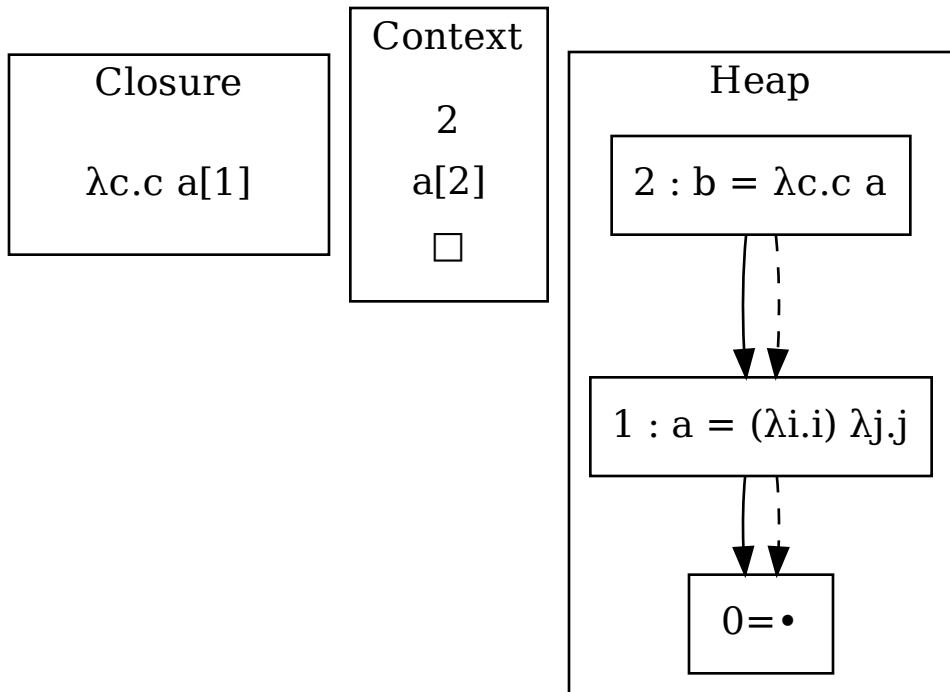 Closure
λc.c a[1]
Context
2
a[2]
□
Heap
2 : b = λc.c a
1 : a = (λi.i) λj.j
0=•